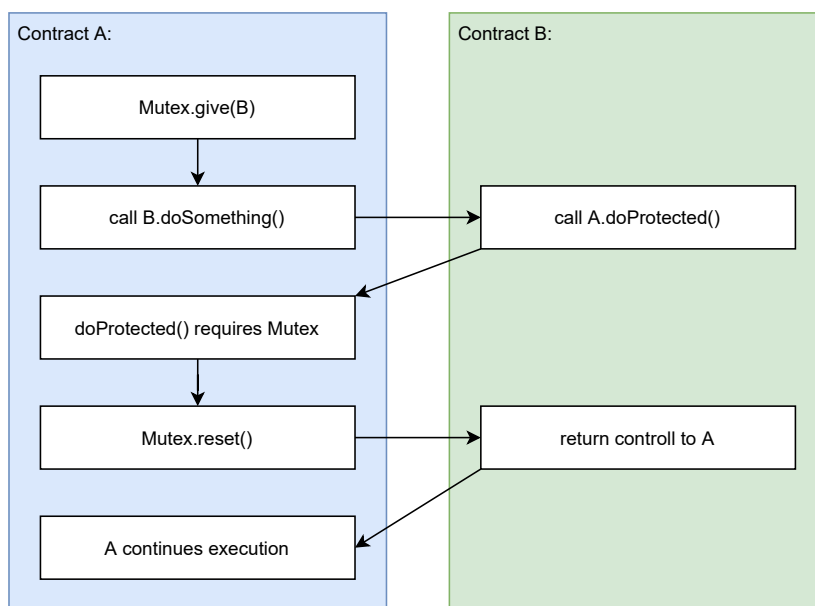 Contract A:
Contract B:
Mutex.give(B)
call B.doSomething()
call A.doProtected()
doProtected() requires Mutex
Mutex.reset()
return controll to A
A continues execution